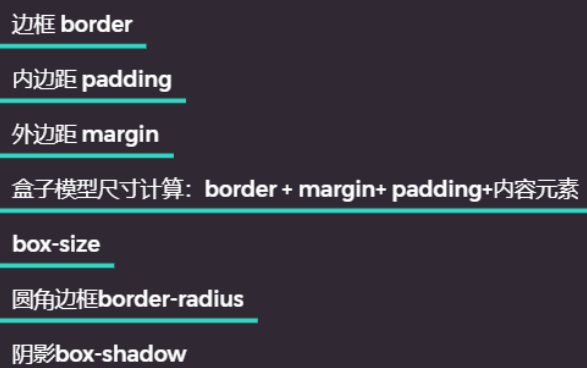 边框 border
内边距 padding
外边距 margin
盒子模型尺寸计算：border + margin+ padding+内容元素
box-size
圆角边框border-radius
阴影box-shadow